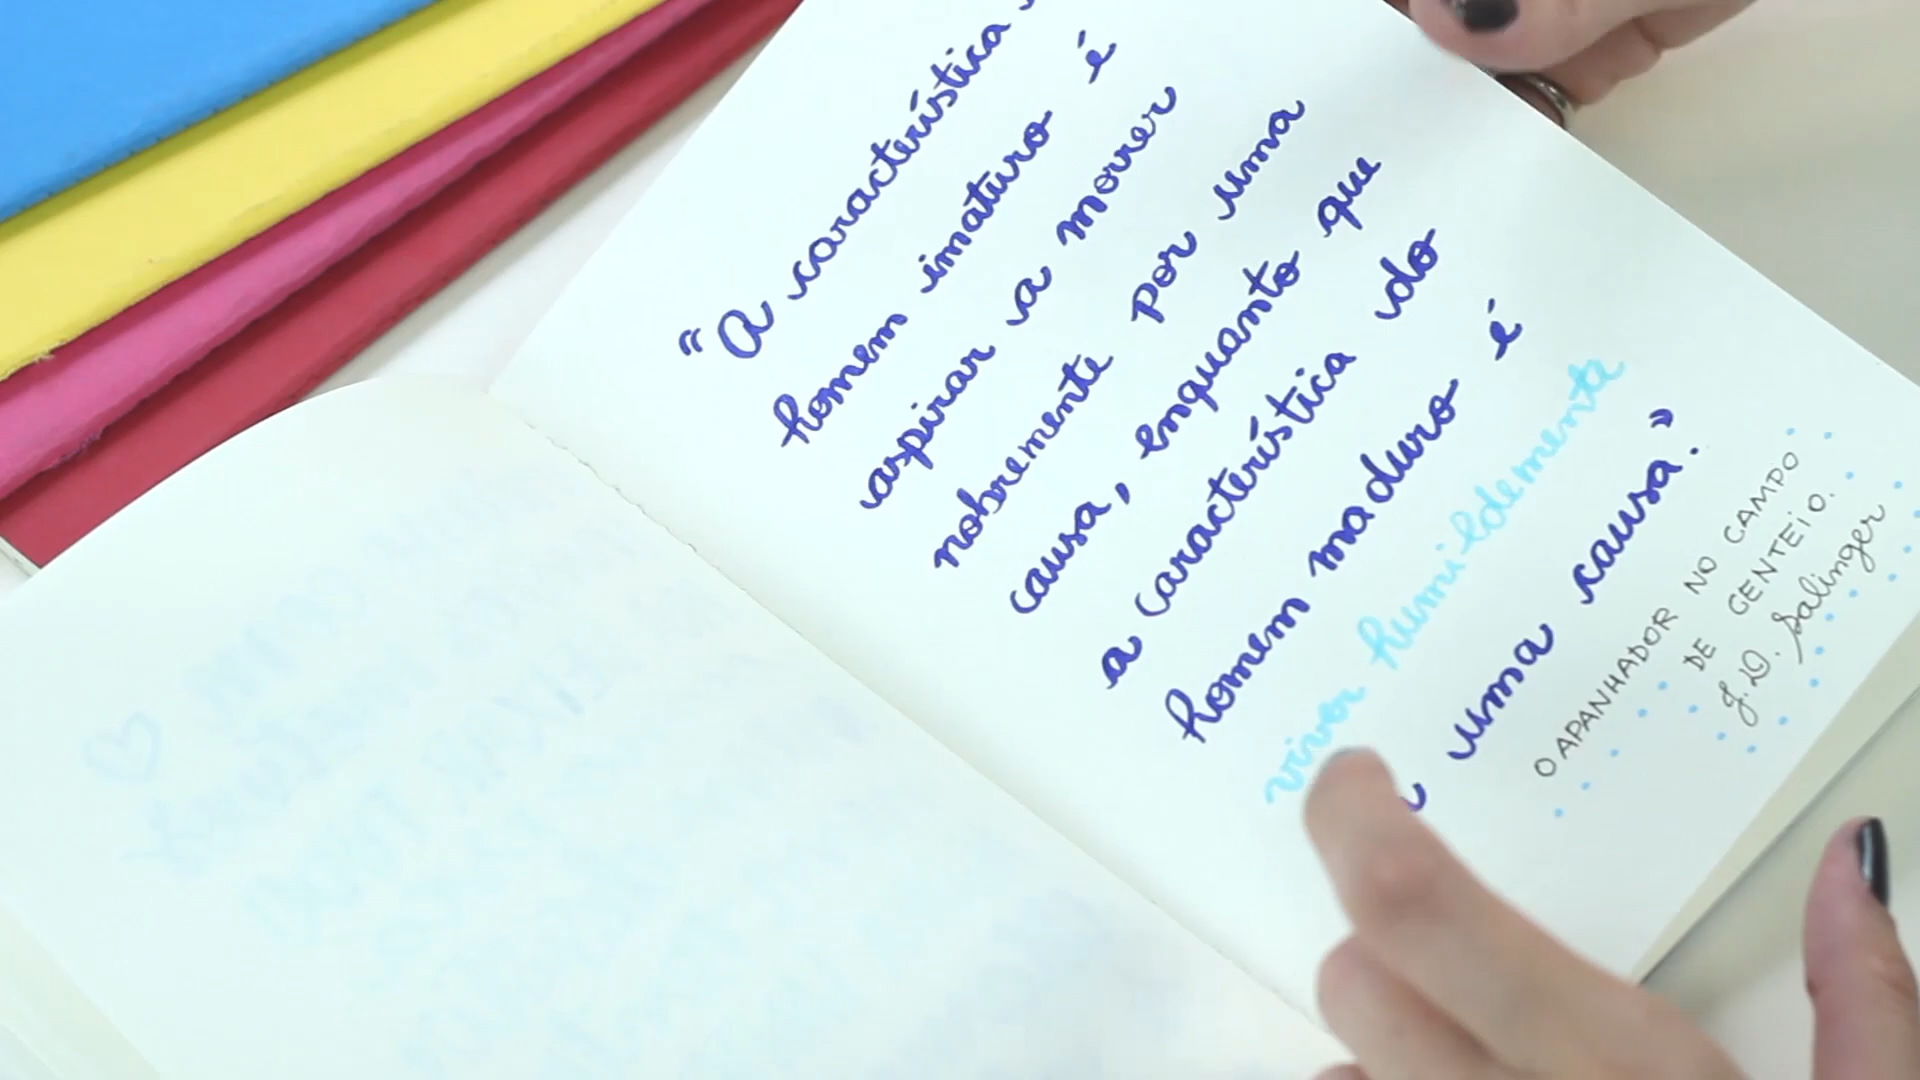 "A característica
homem imaturo é
aspirar a morrer
nobremente por uma
causa, enquanto que
a característica do
homem maduro é
viver humildemente
uma causa."
O APANHADOR NO CAMPO
DE CENTEIO.
J.D. Salinger